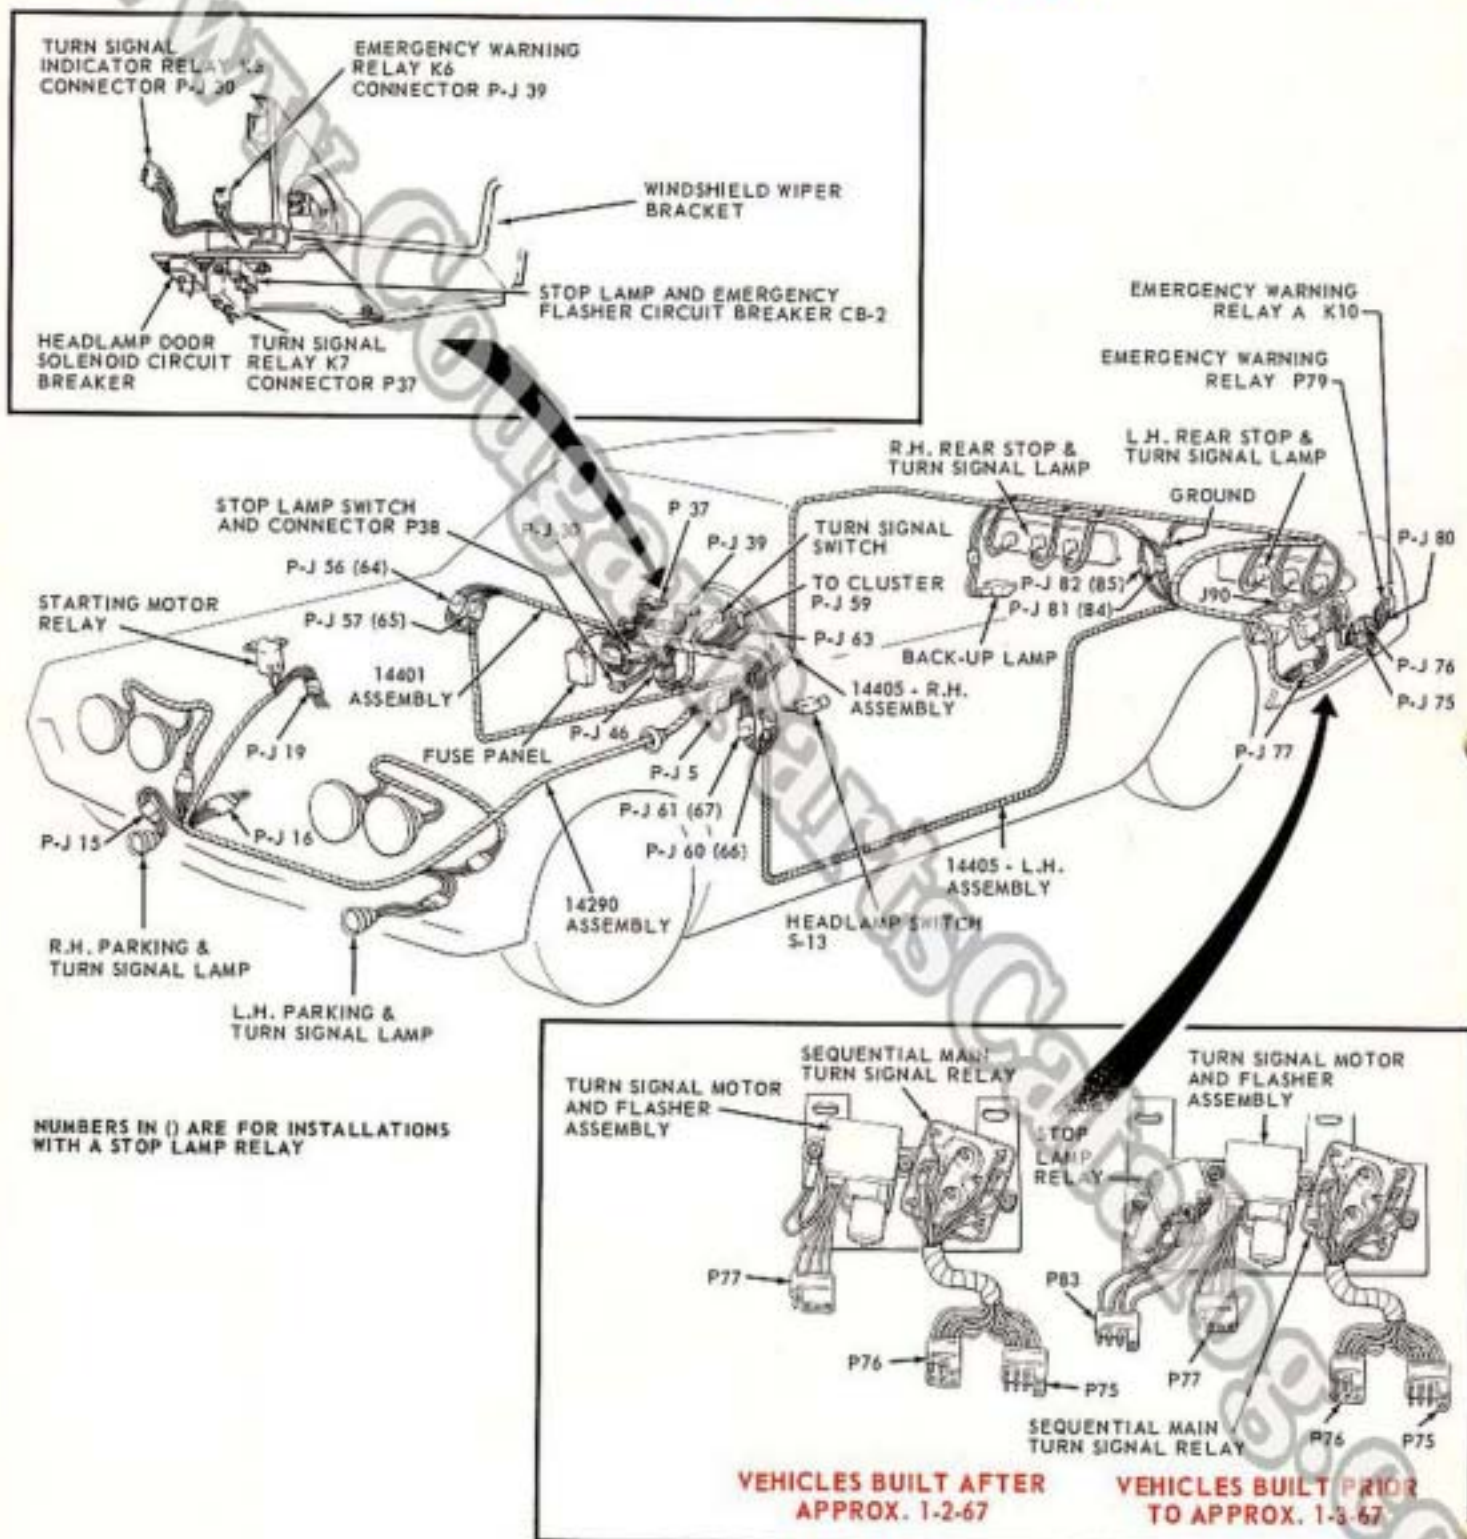 TURN SIGNAL
INDICATOR RELAY
CONNECTOR P-J 30
EMERGENCY WARNING
RELAY K6
CONNECTOR P-J 39
WINDSHIELD WIPER
BRACKET
STOP LAMP AND EMERGENCY
FLASHER CIRCUIT BREAKER CB-2
HEADLAMP DOOR
SOLENOID CIRCUIT
BREAKER
TURN SIGNAL
RELAY K7
CONNECTOR P37
EMERGENCY WARNING
RELAY A K10
EMERGENCY WARNING
RELAY P79
R.H. REAR STOP &
TURN SIGNAL LAMP
L.H. REAR STOP &
TURN SIGNAL LAMP
GROUND
STOP LAMP SWITCH
AND CONNECTOR P38
P 37
P-J 30
P-J 39
TURN SIGNAL
SWITCH
P-J 80
P-J 56 (64)
TO CLUSTER
P-J 59
P-J 82 (85)
J90
P-J 81 (84)
STARTING MOTOR
RELAY
P-J 57 (65)
P-J 63
BACK-UP LAMP
P-J 76
14401
ASSEMBLY
14405 - R.H.
ASSEMBLY
P-J 75
P-J 19
FUSE PANEL
P-J 46
P-J 5
P-J 77
P-J 61 (67)
P-J 15
P-J 16
P-J 60 (66)
14405 - L.H.
ASSEMBLY
14290
ASSEMBLY
HEADLAMP SWITCH
S-13
R.H. PARKING &
TURN SIGNAL LAMP
L.H. PARKING &
TURN SIGNAL LAMP
NUMBERS IN () ARE FOR INSTALLATIONS
WITH A STOP LAMP RELAY
TURN SIGNAL MOTOR
AND FLASHER
ASSEMBLY
SEQUENTIAL MAIN
TURN SIGNAL RELAY
TURN SIGNAL MOTOR
AND FLASHER
ASSEMBLY
STOP
LAMP
RELAY
P77
P83
P76
P75
P77
P76
P75
SEQUENTIAL MAIN
TURN SIGNAL RELAY
VEHICLES BUILT AFTER
APPROX. 1-2-67
VEHICLES BUILT PRIOR
TO APPROX. 1-3-67